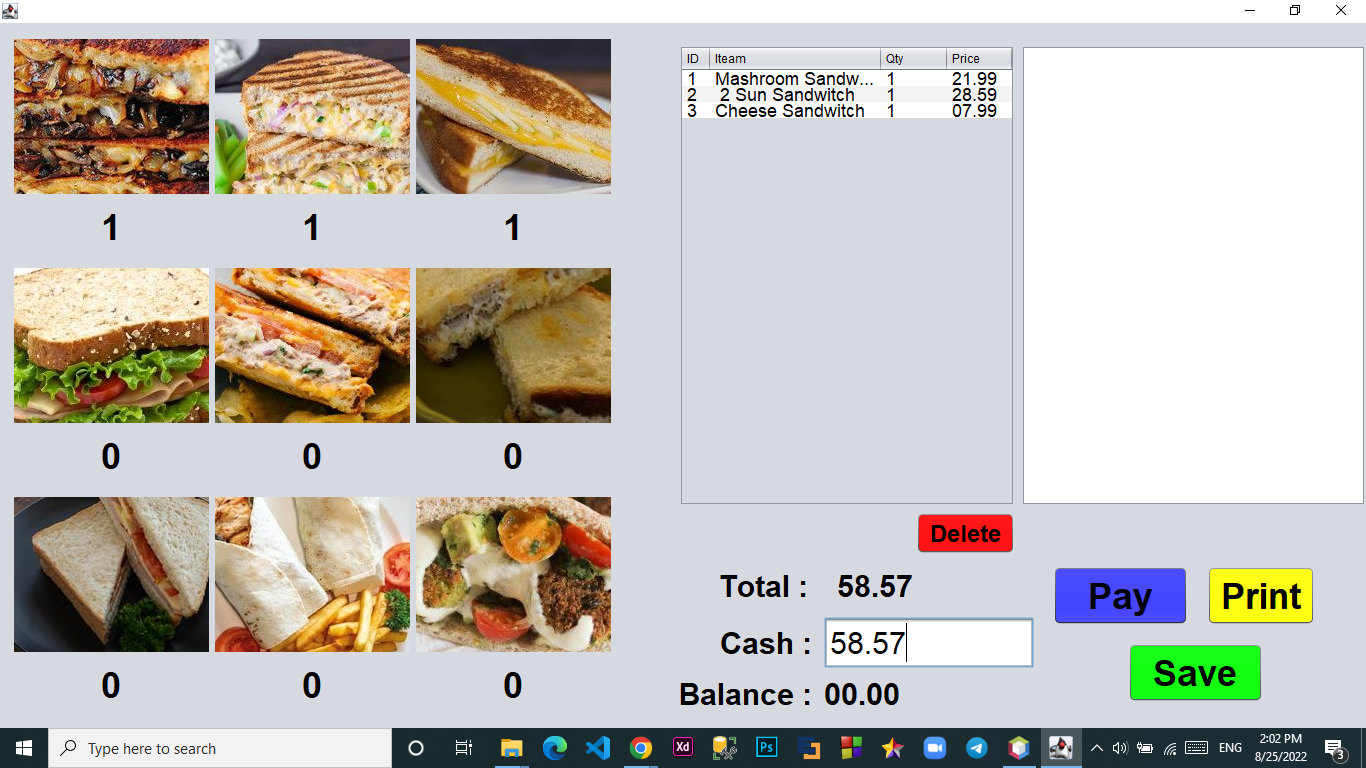 1 1 1
0 0 0
0 0 0
ID Iteam Qty Price
1 Mashroom Sandw... 1 21.99
2 2 Sun Sandwitch 1 28.59
3 Cheese Sandwitch 1 07.99
Delete
Total : 58.57
Cash : 58.57
Balance : 00.00
Pay Print
Save
Type here to search
Xd
Ps
ENG
2:02 PM
8/25/2022
3